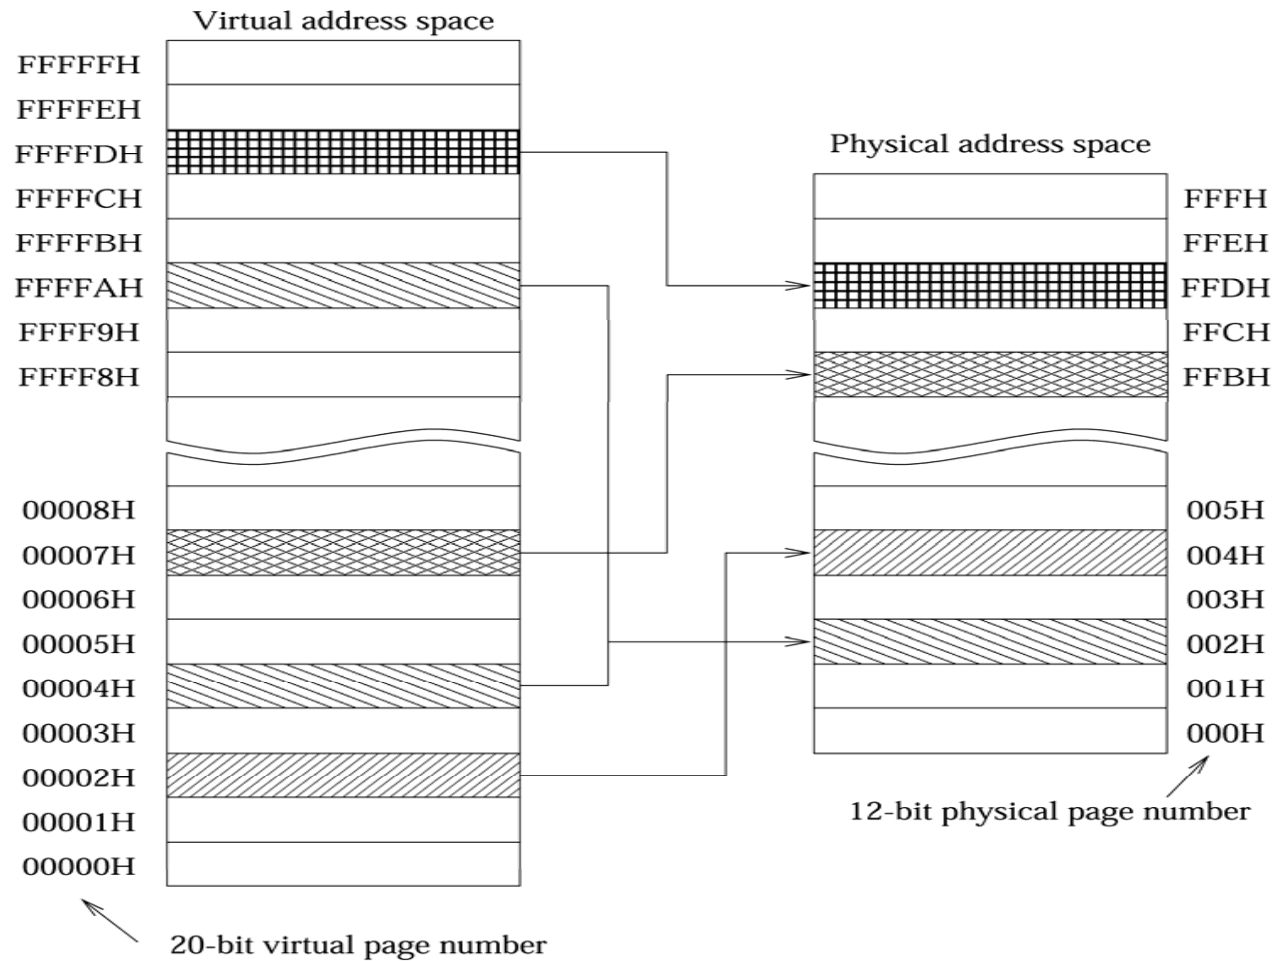 Virtual address space
FFFFFH
FFFFEH
FFFFDH
FFFFCH
FFFFBH
FFFFAH
FFFF9H
FFFF8H
00008H
00007H
00006H
00005H
00004H
00003H
00002H
00001H
00000H
20-bit virtual page number
Physical address space
FFFH
FFEH
FFDH
FFCH
FFBH
005H
004H
003H
002H
001H
000H
12-bit physical page number